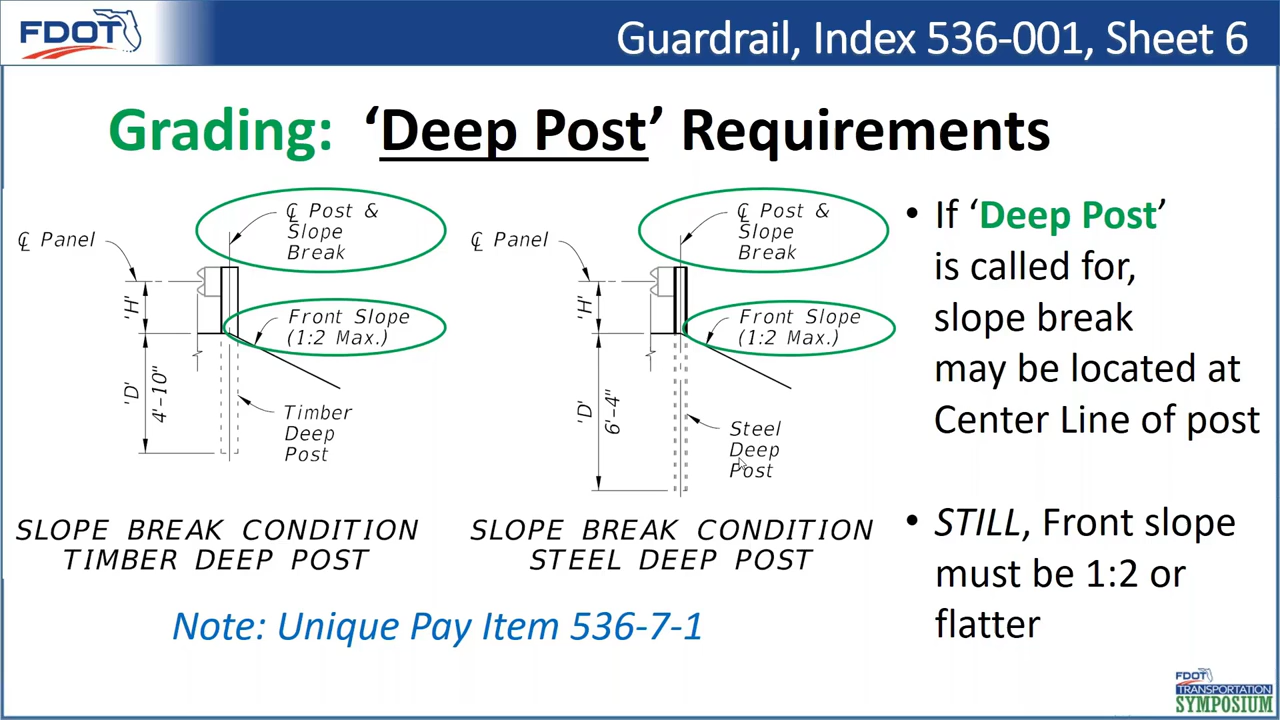 FDOT
Guardrail, Index 536-001, Sheet 6
Grading: ‘Deep Post’ Requirements
℄ Post &
Slope
Break
℄ Panel
'H'
Front Slope
(1:2 Max.)
'D'
4'-10"
Timber
Deep
Post
SLOPE BREAK CONDITION
TIMBER DEEP POST
℄ Post &
Slope
Break
℄ Panel
'H'
Front Slope
(1:2 Max.)
'D'
6'-4"
Steel
Deep
Post
SLOPE BREAK CONDITION
STEEL DEEP POST
Note: Unique Pay Item 536-7-1
• If ‘Deep Post’
is called for,
slope break
may be located at
Center Line of post
• STILL, Front slope
must be 1:2 or
flatter
FDOT
TRANSPORTATION
SYMPOSIUM